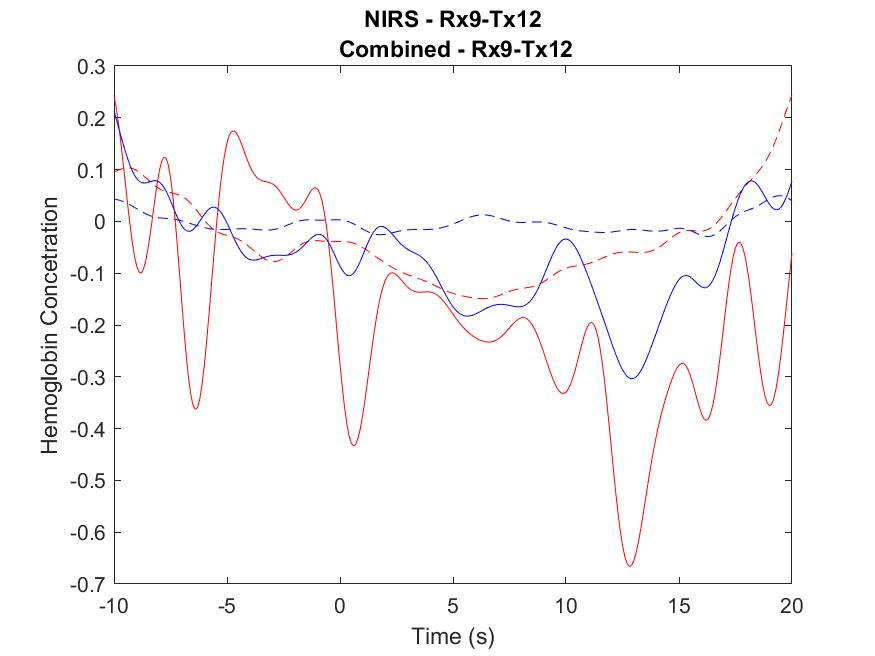 NIRS - Rx9-Tx12
Combined - Rx9-Tx12
0.3
0.2
0.1
0
-0.1
-0.2
-0.3
-0.4
-0.5
-0.6
-0.7
Hemoglobin Concetration
-10 -5 0 5 10 15 20
Time (s)